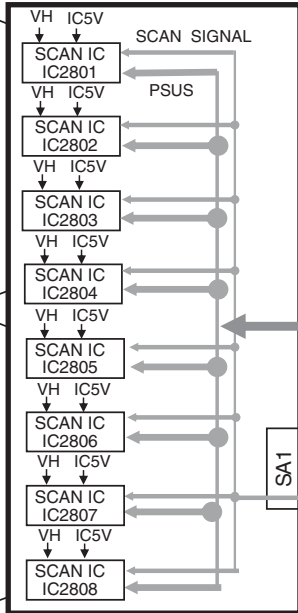 VH IC5V
SCAN SIGNAL
SCAN IC
IC2801
PSUS
VH IC5V
SCAN IC
IC2802
VH IC5V
SCAN IC
IC2803
VH IC5V
SCAN IC
IC2804
VH IC5V
SCAN IC
IC2805
VH IC5V
SCAN IC
IC2806
VH IC5V
SCAN IC
IC2807
VH IC5V
SCAN IC
IC2808
SA1